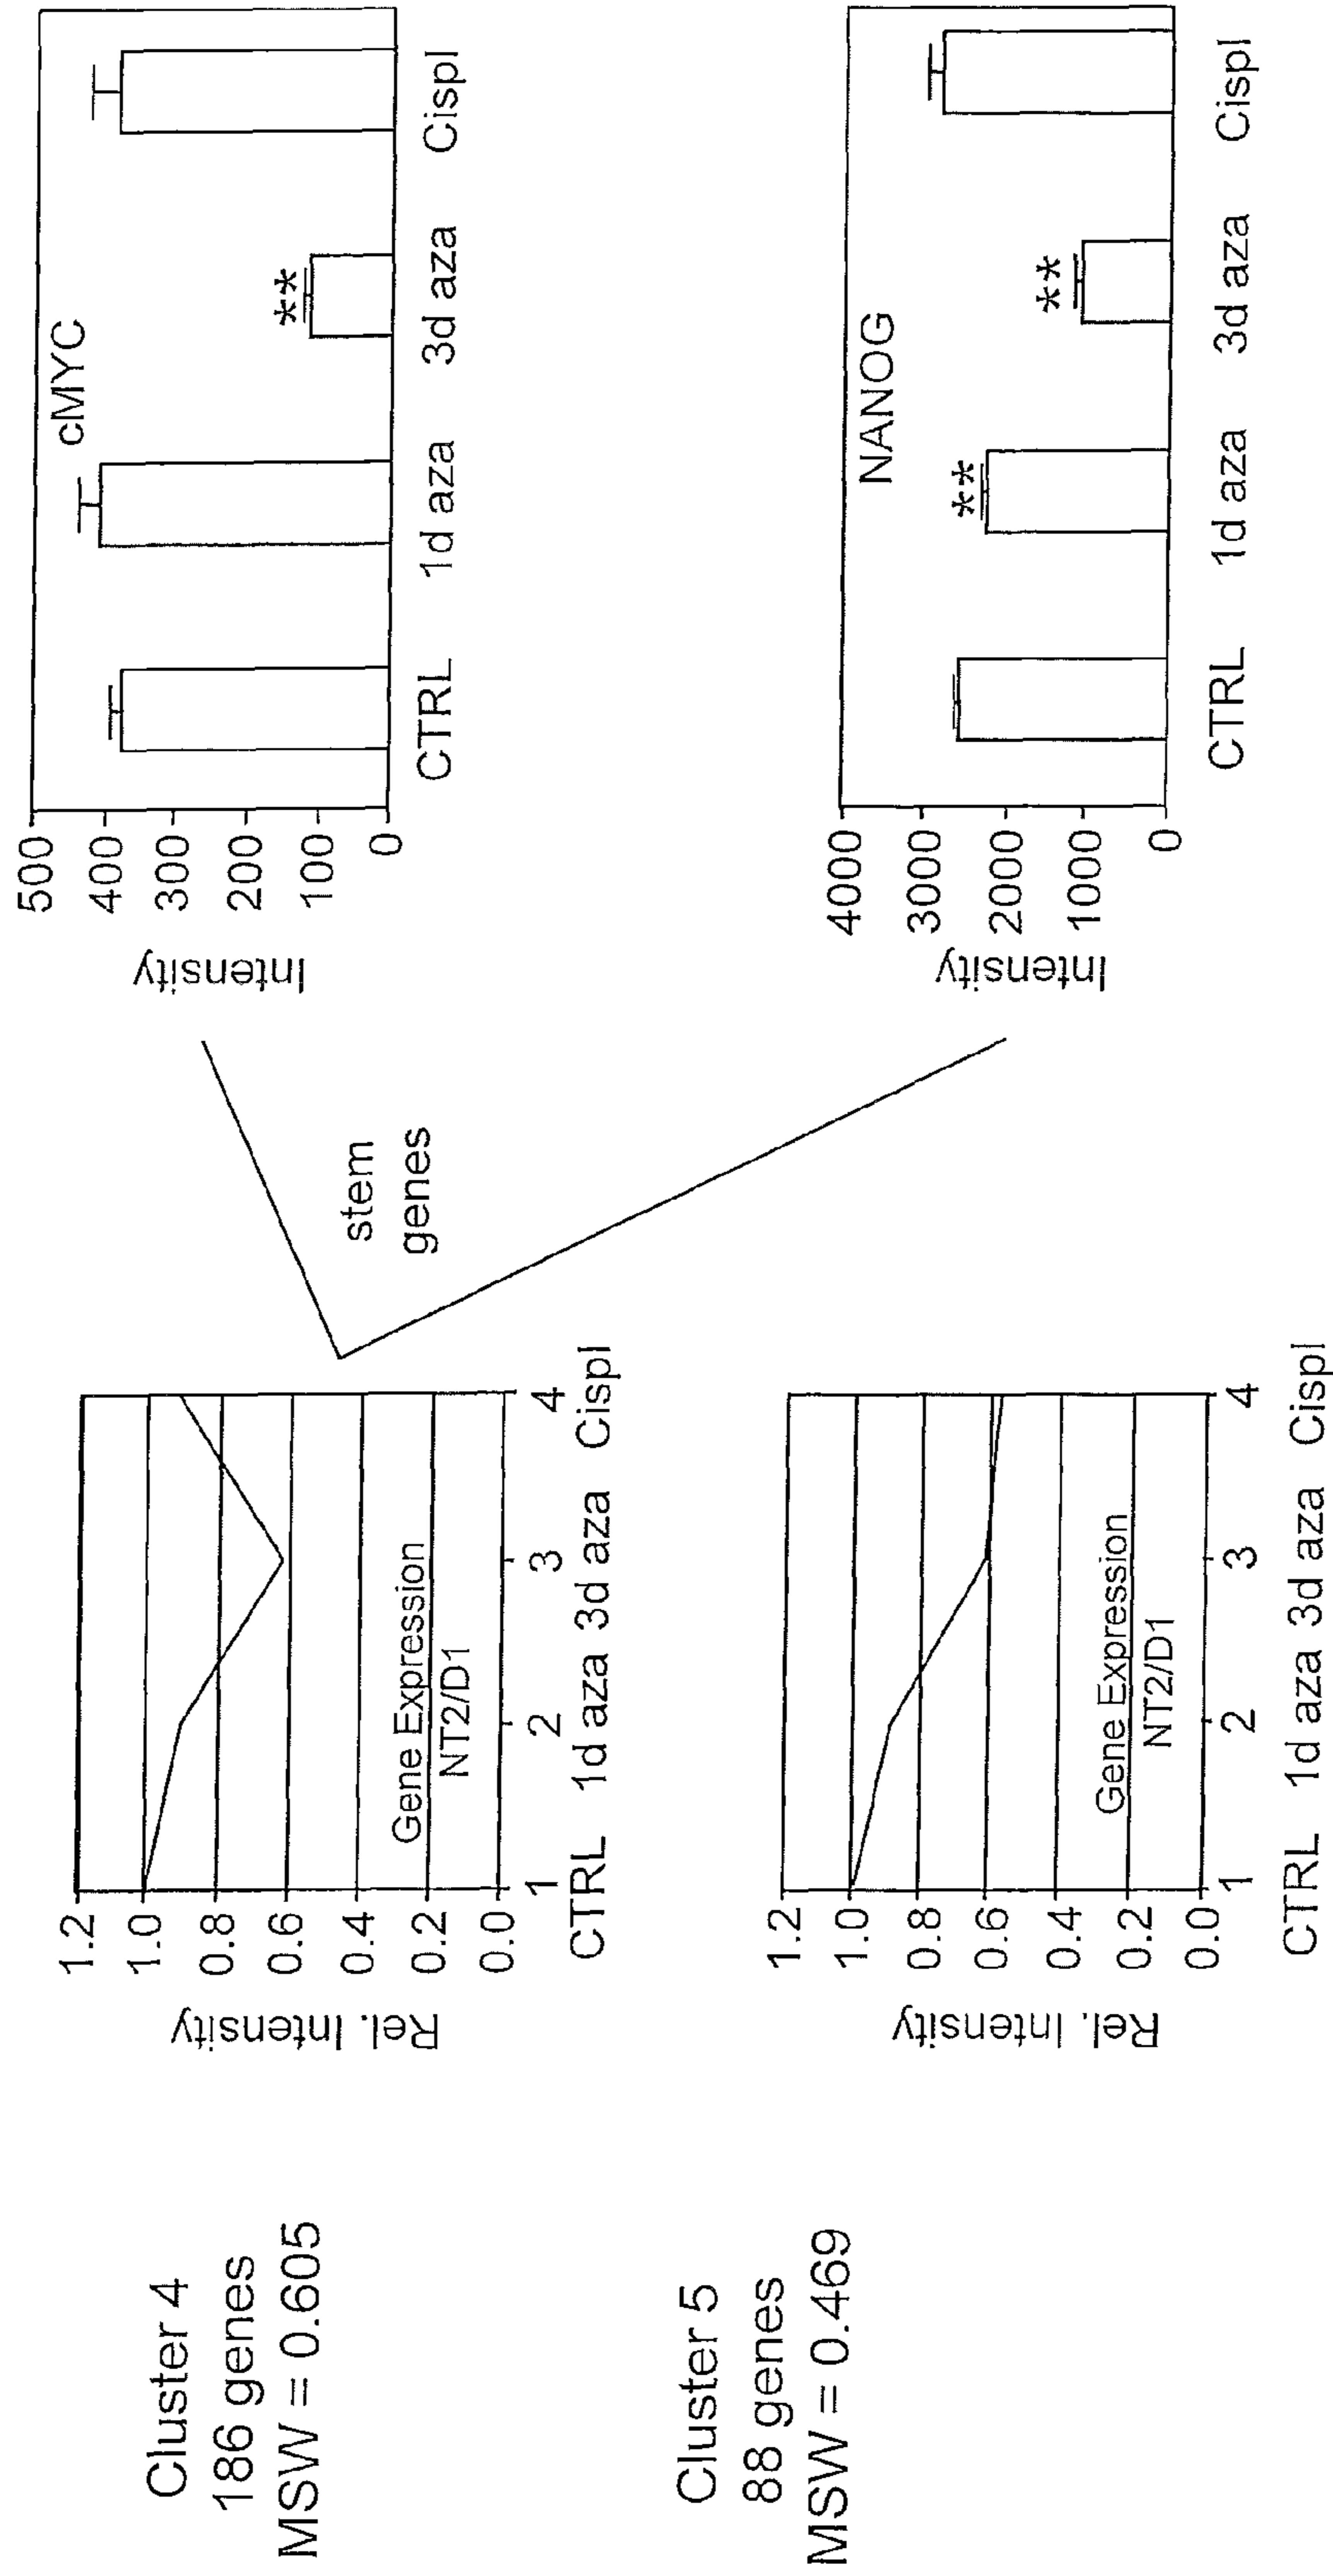 Cluster 4
186 genes
MSW = 0.605
Rel. Intensity
1.2
1.0
0.8
0.6
0.4
0.2
0.0
Gene Expression
NT2/D1
1 2 3 4
CTRL 1d aza 3d aza Cispl
stem
genes
Intensity
500
400
300
200
100
0
cMYC
**
CTRL 1d aza 3d aza Cispl
Cluster 5
88 genes
MSW = 0.469
Rel. Intensity
1.2
1.0
0.8
0.6
0.4
0.2
0.0
Gene Expression
NT2/D1
1 2 3 4
CTRL 1d aza 3d aza Cispl
Intensity
4000
3000
2000
1000
0
NANOG
** **
CTRL 1d aza 3d aza Cispl